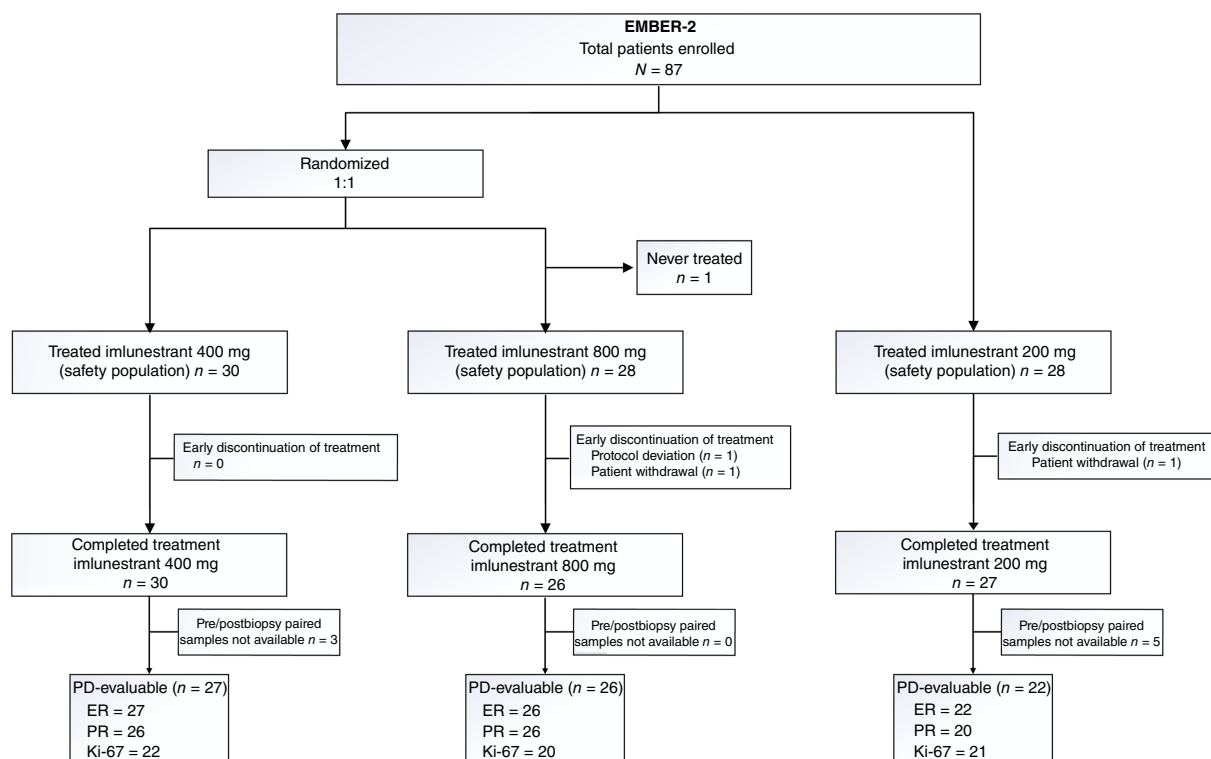 EMBER-2
Total patients enrolled
N = 87
Randomized
1:1
Never treated
n = 1
Treated imlunestrant 400 mg
(safety population) n = 30
Treated imlunestrant 800 mg
(safety population) n = 28
Treated imlunestrant 200 mg
(safety population) n = 28
Early discontinuation of treatment
n = 0
Early discontinuation of treatment
Protocol deviation (n = 1)
Patient withdrawal (n = 1)
Early discontinuation of treatment
Patient withdrawal (n = 1)
Completed treatment
imlunestrant 400 mg
n = 30
Completed treatment
imlunestrant 800 mg
n = 26
Completed treatment
imlunestrant 200 mg
n = 27
Pre/postbiopsy paired
samples not available n = 3
Pre/postbiopsy paired
samples not available n = 0
Pre/postbiopsy paired
samples not available n = 5
PD-evaluable (n = 27)
ER = 27
PR = 26
Ki-67 = 22
PD-evaluable (n = 26)
ER = 26
PR = 26
Ki-67 = 20
PD-evaluable (n = 22)
ER = 22
PR = 20
Ki-67 = 21